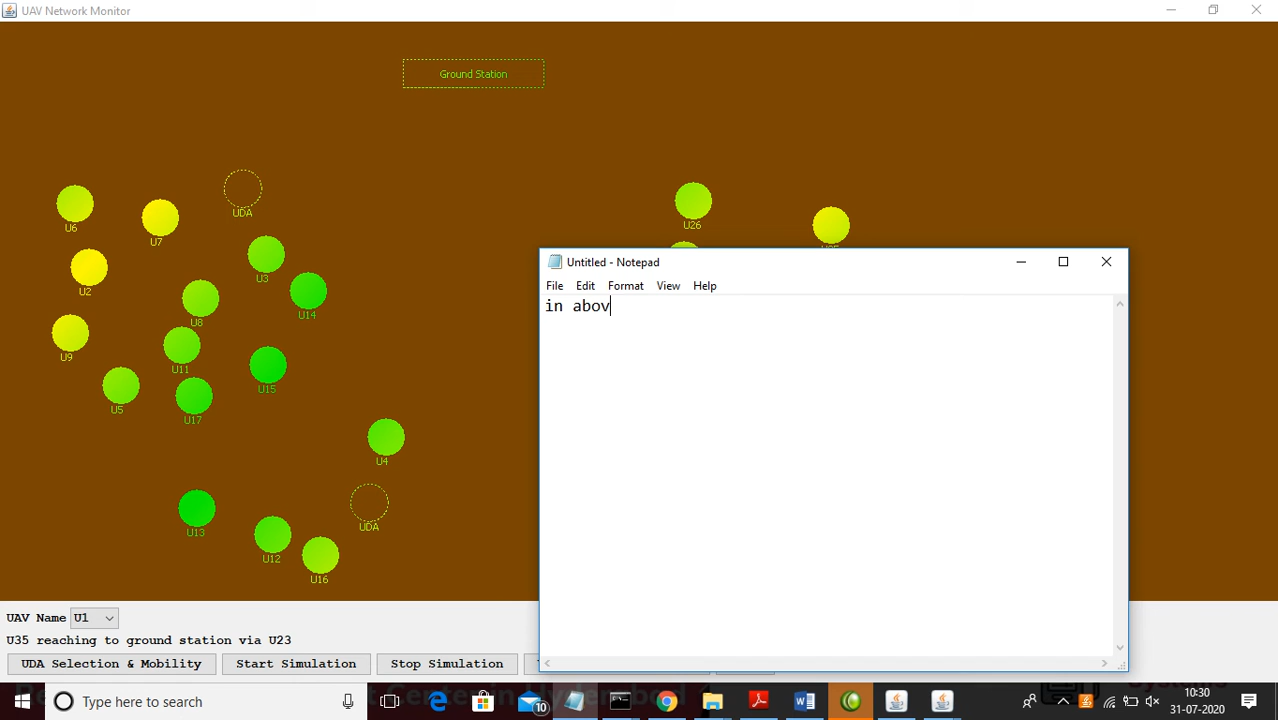 UAV Network Monitor
Ground Station
UDA
U6
U7
U26
U3
U2
U14
U8
U9
U11
U15
U5
U17
U4
UDA
U13
U12
U16
Untitled - Notepad
File Edit Format View Help
in abov
UAV Name U1
U35 reaching to ground station via U23
UDA Selection & Mobility Start Simulation Stop Simulation
Type here to search
10
10:30
31-07-2020